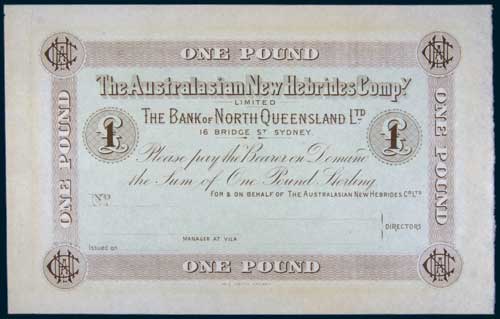 ONE POUND
The Australasian New Hebrides Compy
LIMITED
THE BANK OF NORTH QUEENSLAND LTD
16 BRIDGE ST SYDNEY.
£1
£1
Please pay the Bearer on Demand
the Sum of One Pound Sterling
FOR & ON BEHALF OF THE AUSTRALASIAN NEW HEBRIDES CO LTD
No
DIRECTORS
MANAGER AT VILA
Issued on
ONE POUND
ONE POUND
ONE POUND